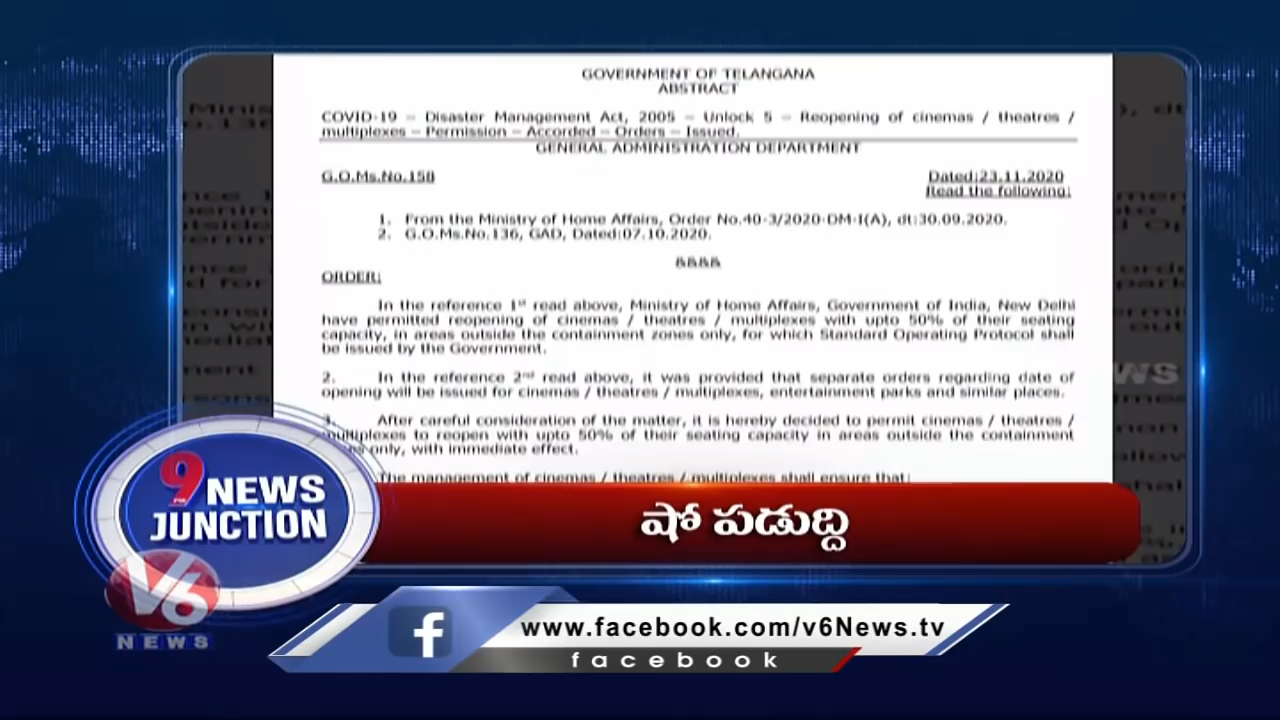 GOVERNMENT OF TELANGANA
ABSTRACT
COVID-19 – Disaster Management Act, 2005 – Unlock 5 – Reopening of cinemas / theatres /
multiplexes – Permission – Accorded – Orders – Issued.
GENERAL ADMINISTRATION DEPARTMENT
G.O.Ms.No.158 Dated:23.11.2020
Read the following:
1. From the Ministry of Home Affairs, Order No.40-3/2020-DM-I(A), dt:30.09.2020.
2. G.O.Ms.No.136, GAD, Dated:07.10.2020.
&&&&
ORDER:
In the reference 1st read above, Ministry of Home Affairs, Government of India, New Delhi
have permitted reopening of cinemas / theatres / multiplexes with upto 50% of their seating
capacity, in areas outside the containment zones only, for which Standard Operating Protocol shall
be issued by the Government.
2. In the reference 2nd read above, it was provided that separate orders regarding date of
opening will be issued for cinemas / theatres / multiplexes, entertainment parks and similar places.
3. After careful consideration of the matter, it is hereby decided to permit cinemas / theatres /
multiplexes to reopen with upto 50% of their seating capacity in areas outside the containment
only, with immediate effect.
The management of cinemas / theatres / multiplexes shall ensure that:
9 NEWS
JUNCTION
షో పడుద్ది
V6
NEWS
www.facebook.com/v6News.tv
facebook